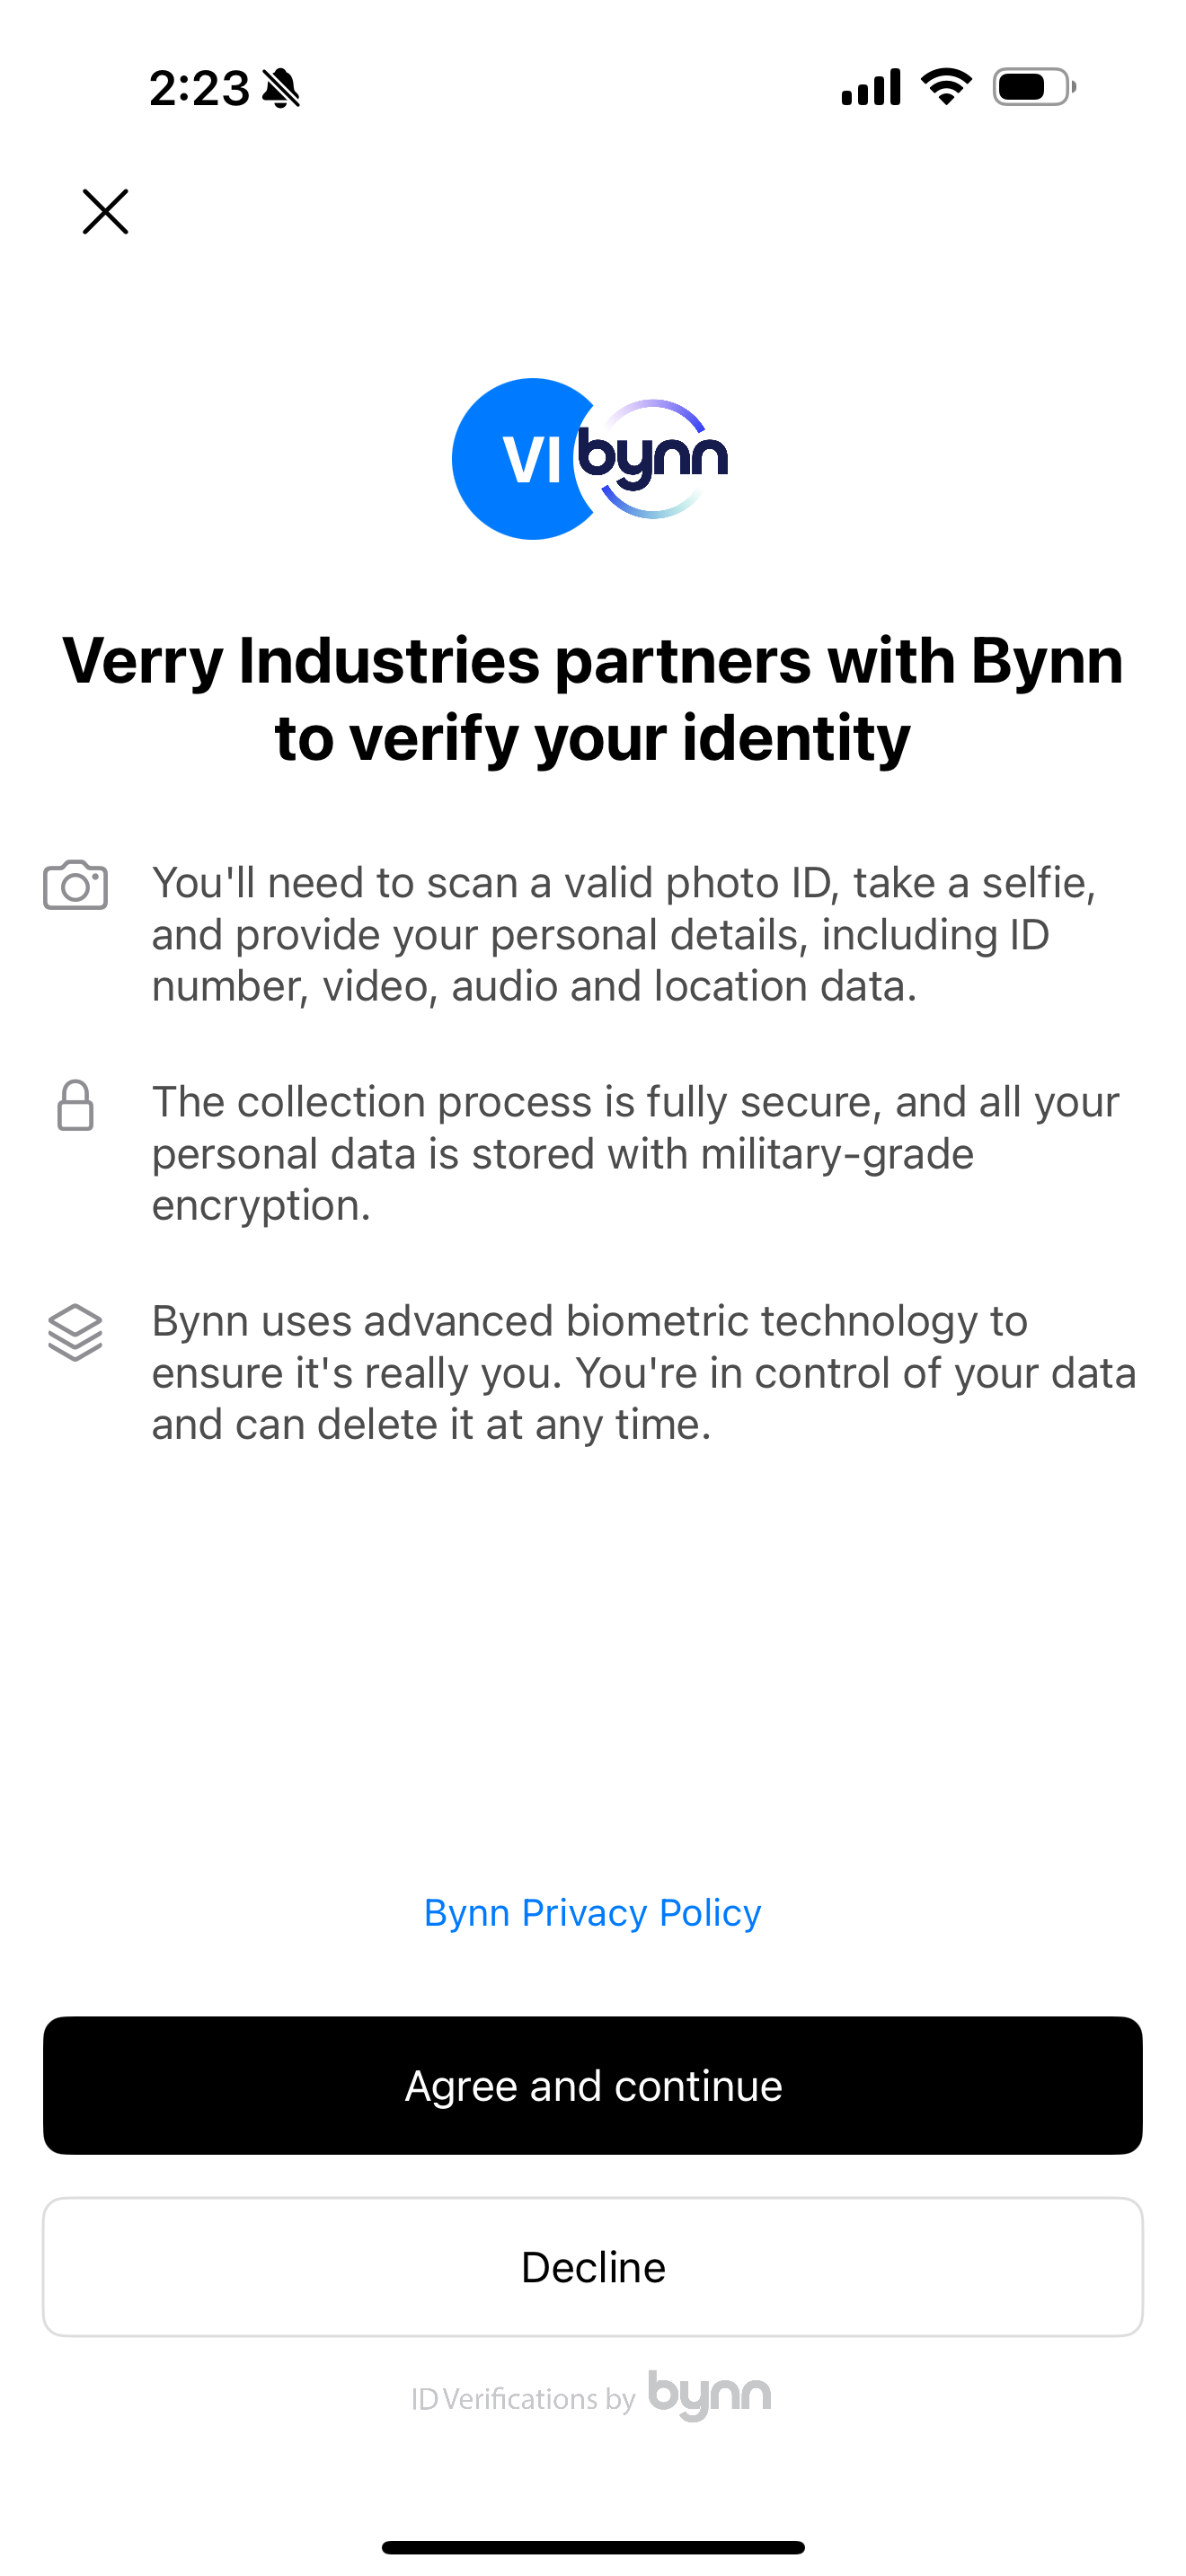 2:23
VI bynn
Verry Industries partners with Bynn
to verify your identity
You'll need to scan a valid photo ID, take a selfie,
and provide your personal details, including ID
number, video, audio and location data.
The collection process is fully secure, and all your
personal data is stored with military-grade
encryption.
Bynn uses advanced biometric technology to
ensure it's really you. You're in control of your data
and can delete it at any time.
Bynn Privacy Policy
Agree and continue
Decline
ID Verifications by bynn